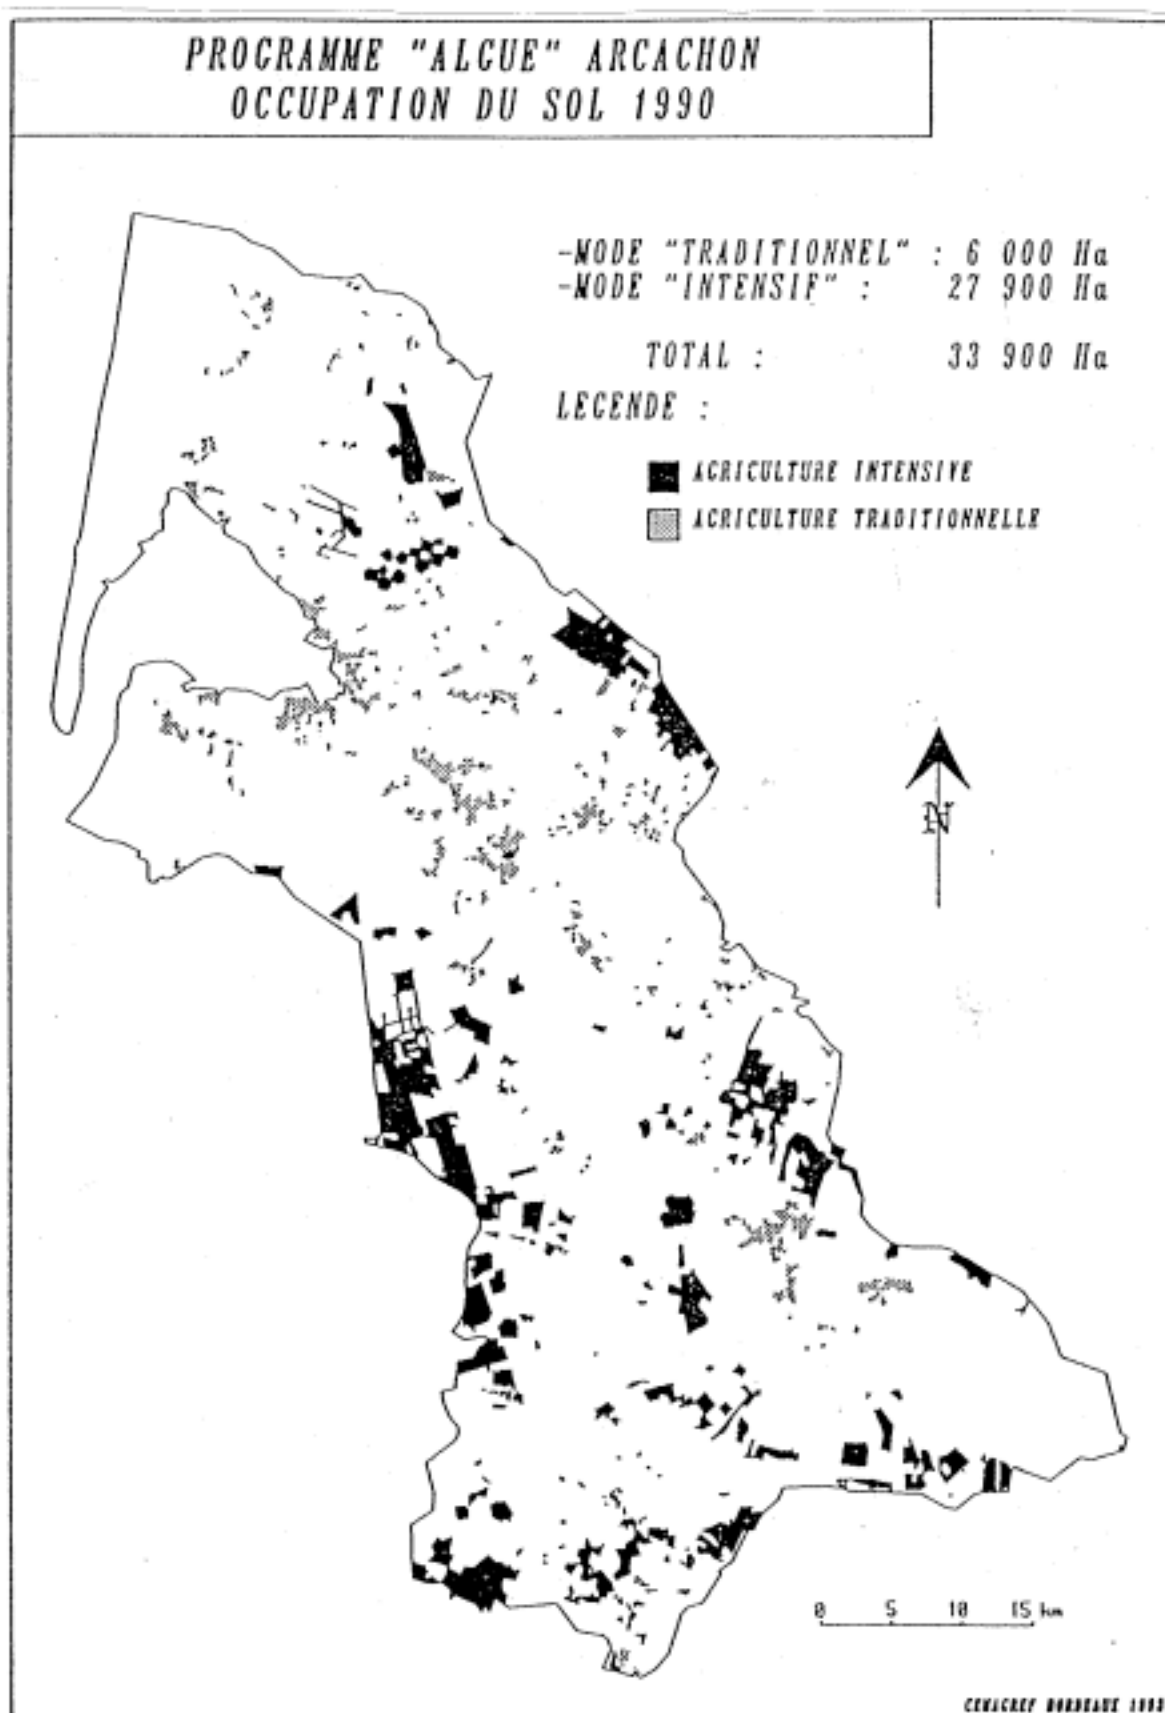 PROGRAMME "ALGUE" ARCACHON
OCCUPATION DU SOL 1990
-MODE "TRADITIONNEL" : 6 000 Ha
-MODE "INTENSIF" : 27 900 Ha
TOTAL : 33 900 Ha
LEGENDE :
AGRICULTURE INTENSIVE
AGRICULTURE TRADITIONNELLE
N
0 5 10 15 km
CEMAGREF BORDEAUX